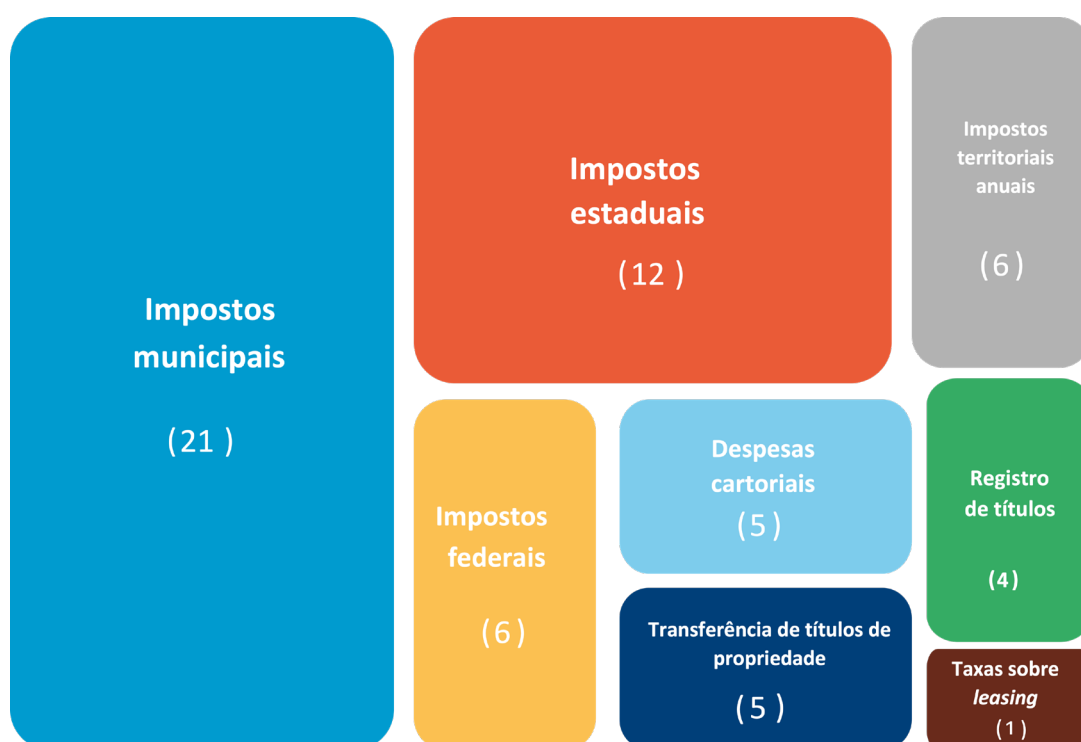 Impostos
municipais
(21)
Impostos
estaduais
(12)
Impostos
territoriais
anuais
(6)
Impostos
federais
(6)
Despesas
cartoriais
(5)
Transferência de títulos de
propriedade
(5)
Registro
de títulos
(4)
Taxas sobre
leasing
(1)